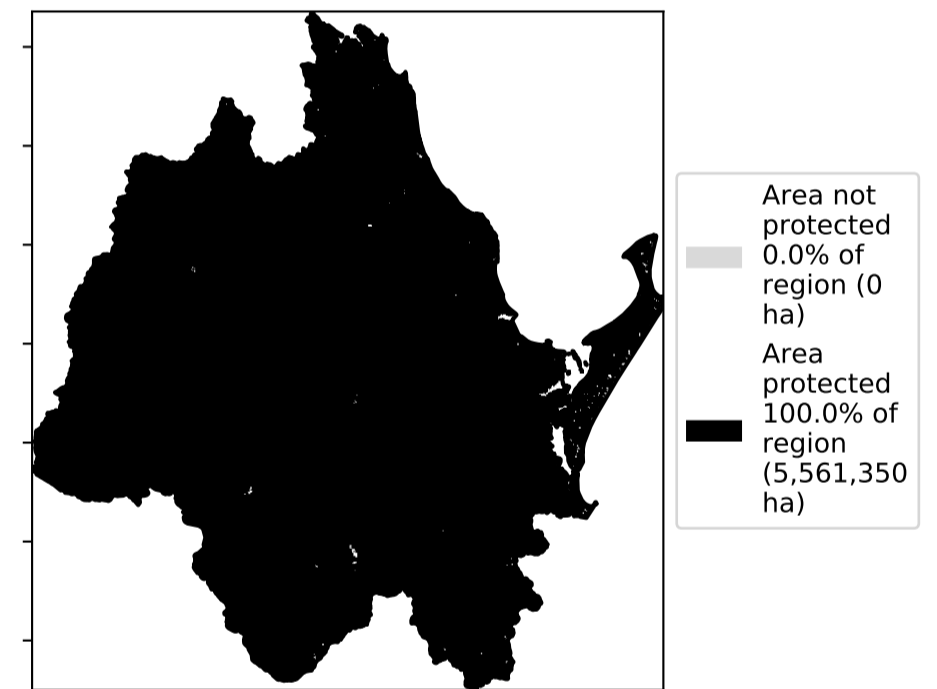 Area not
protected
0.0% of
region (0
ha)
Area
protected
100.0% of
region
(5,561,350
ha)